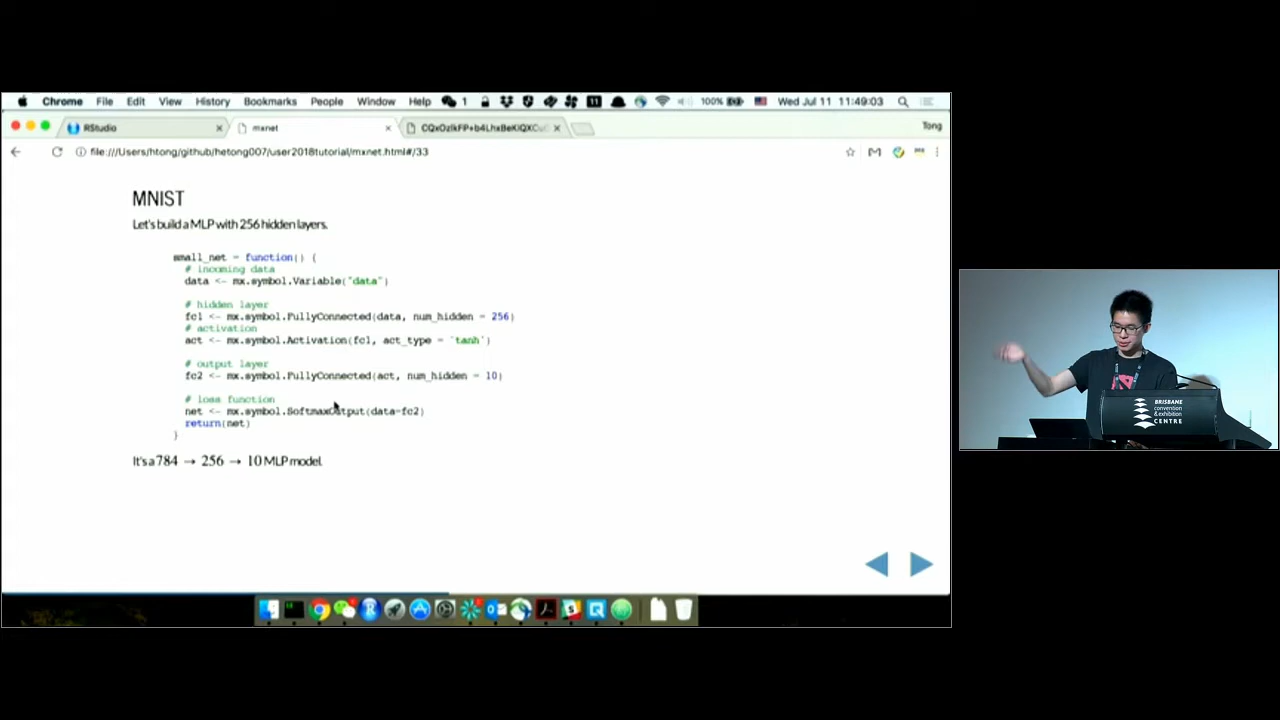 Chrome File Edit View History Bookmarks People Window Help 1 11 100% Wed Jul 11 11:49:03
RStudio mxnet Tong
file:///Users/htong/github/hetong007/user2018tutorial/mxnet.html#/33
MNIST
Let's build a MLP with 256 hidden layers.
small_net = function() {
# incoming data
data <- mx.symbol.Variable("data")
# hidden layer
fc1 <- mx.symbol.FullyConnected(data, num_hidden = 256)
# activation
act <- mx.symbol.Activation(fc1, act_type = 'tanh')
# output layer
fc2 <- mx.symbol.FullyConnected(act, num_hidden = 10)
# loss function
net <- mx.symbol.SoftmaxOutput(data=fc2)
return(net)
}
It's a 784 → 256 → 10 MLP model.
BRISBANE
convention
& exhibition
CENTRE